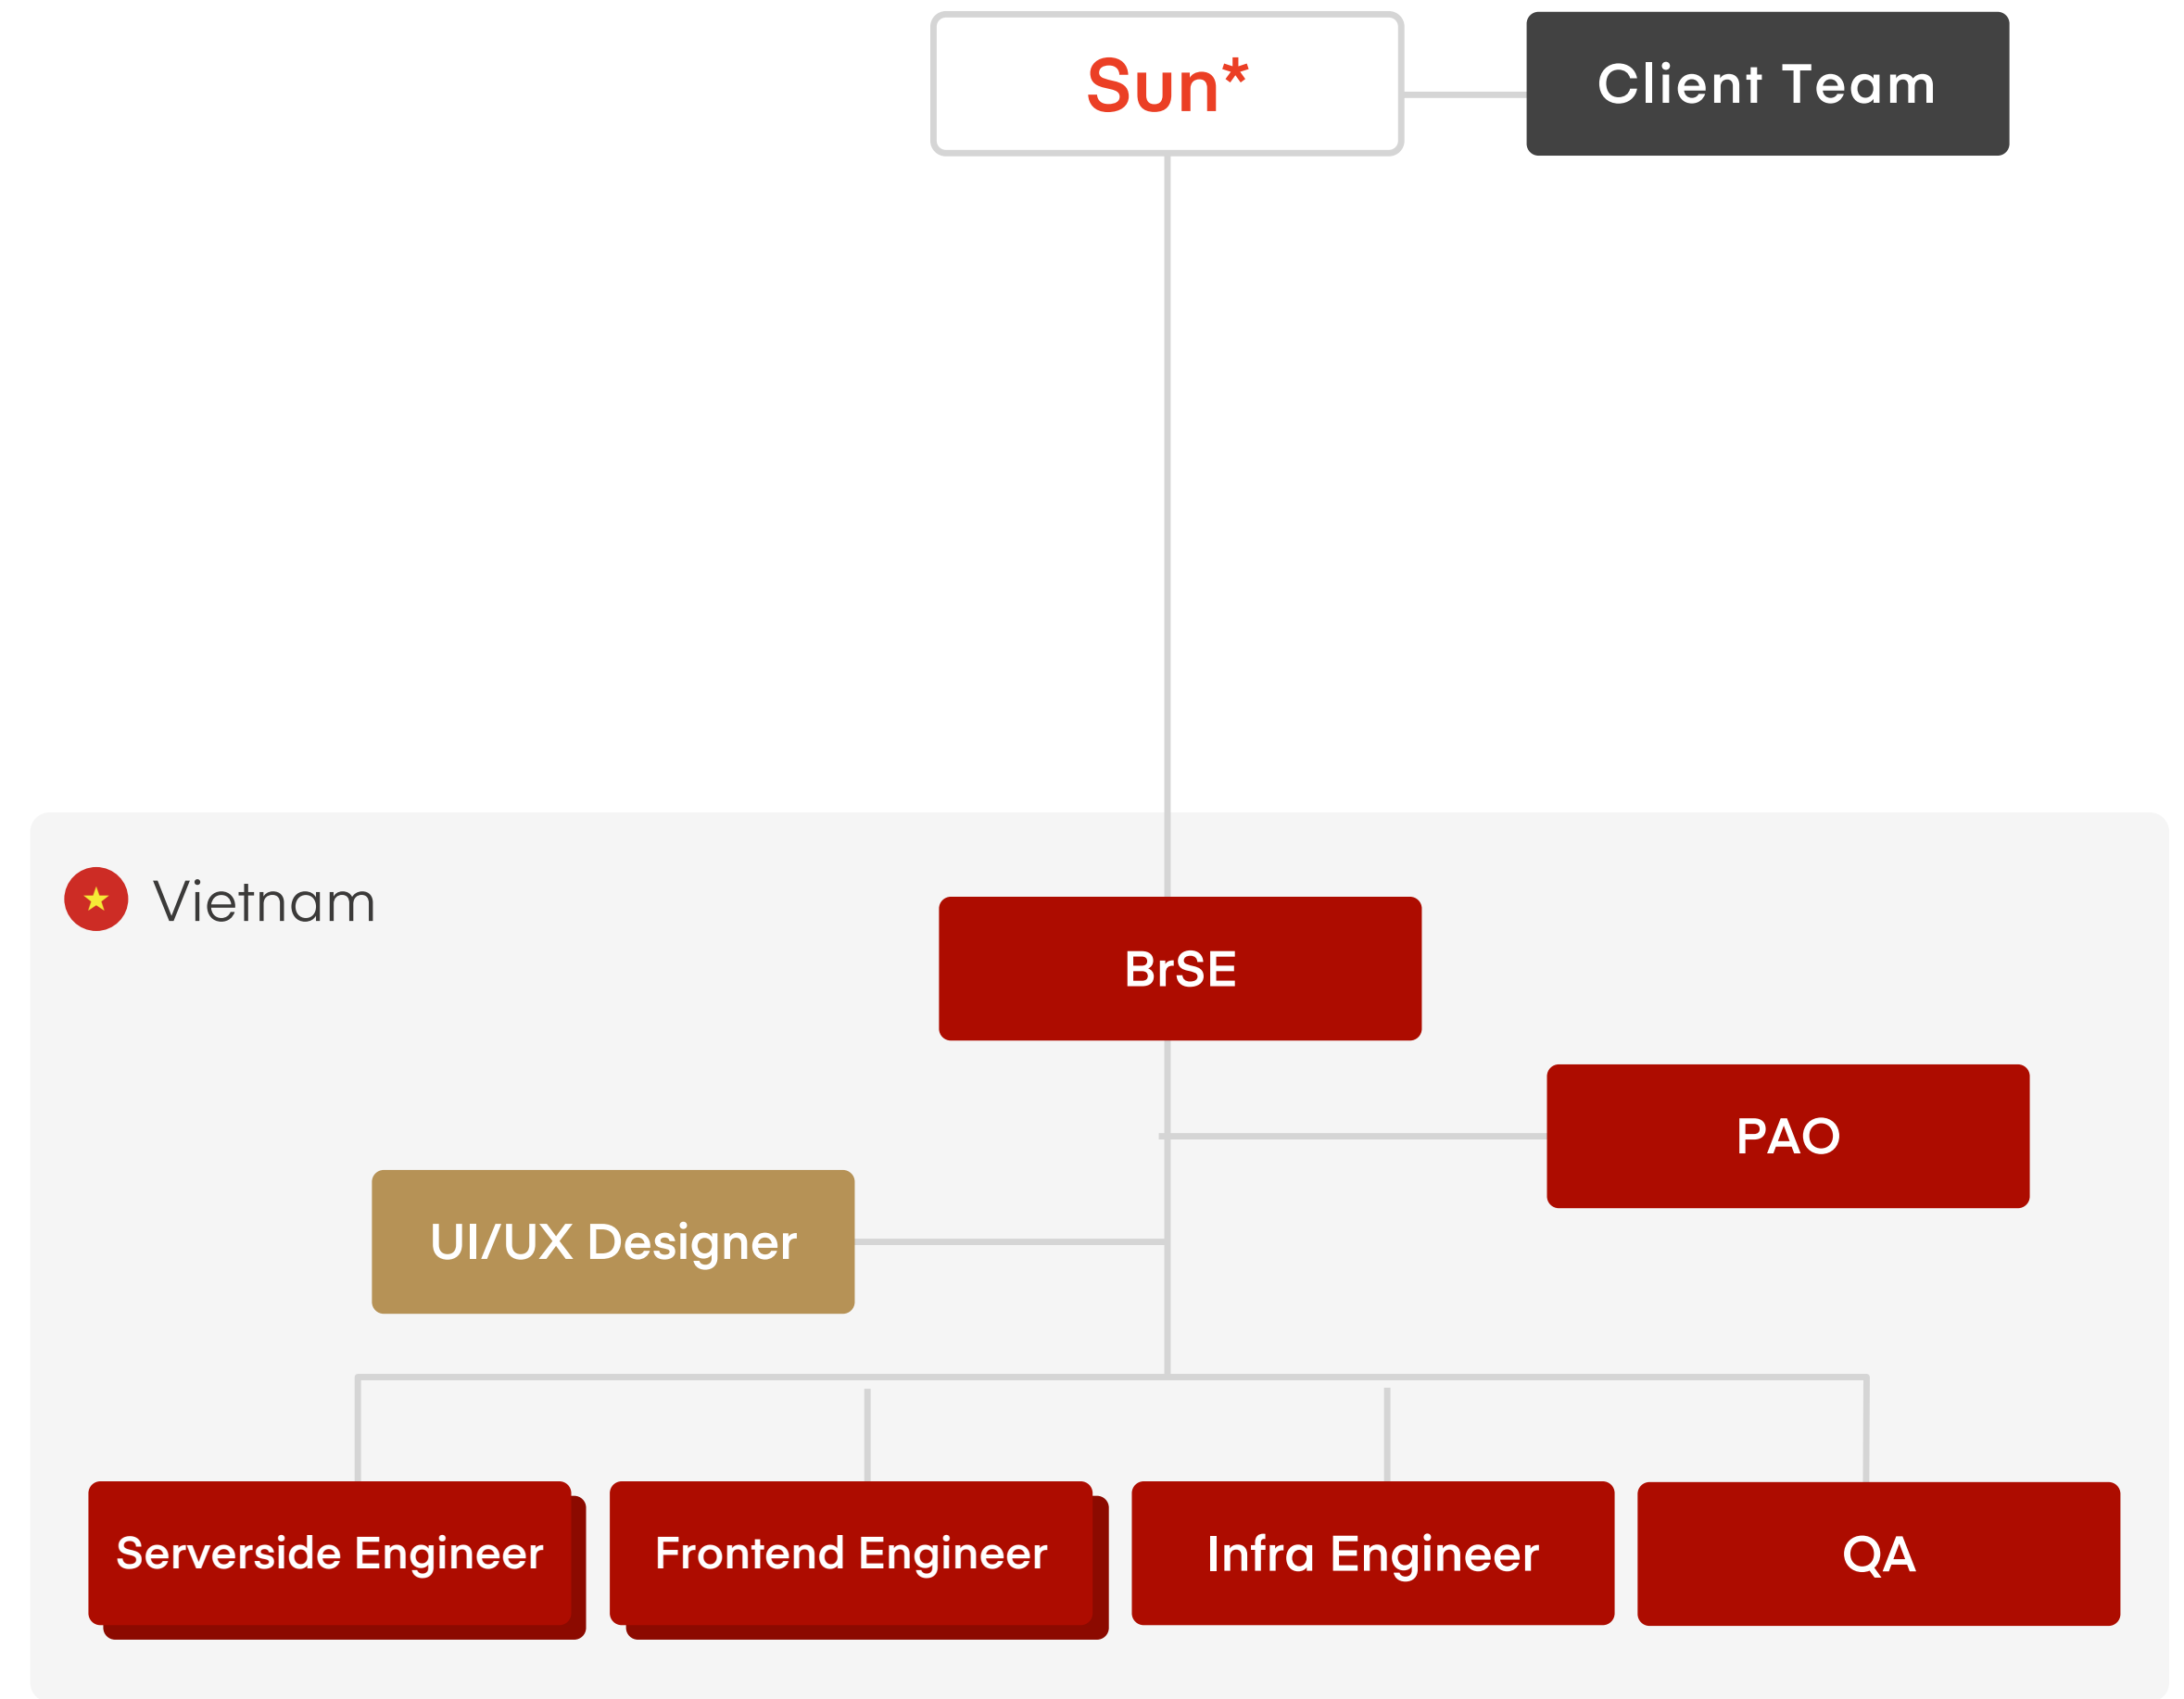 Sun*
Client Team
Vietnam
BrSE
PAO
UI/UX Designer
Serverside Engineer
Frontend Engineer
Infra Engineer
QA